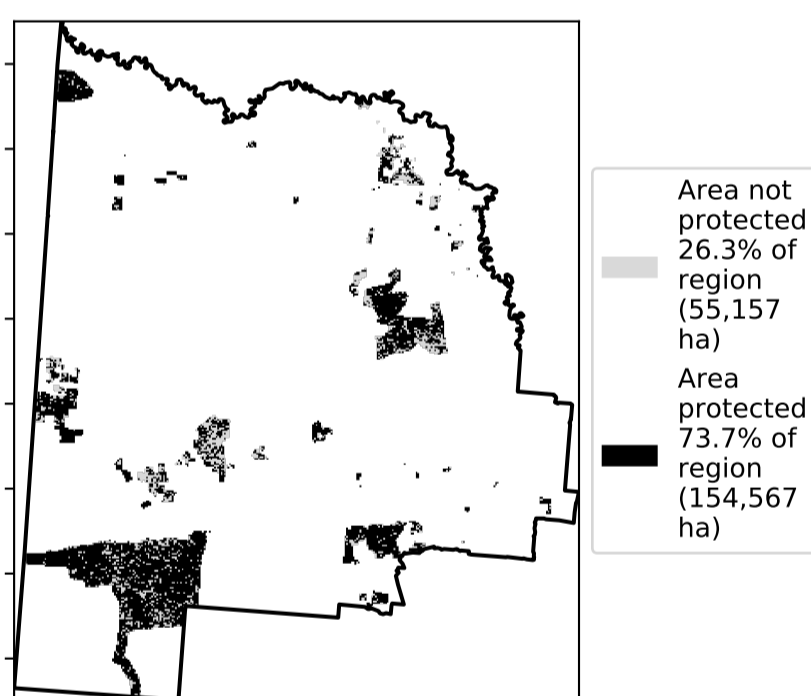 Area not
protected
26.3% of
region
(55,157
ha)
Area
protected
73.7% of
region
(154,567
ha)